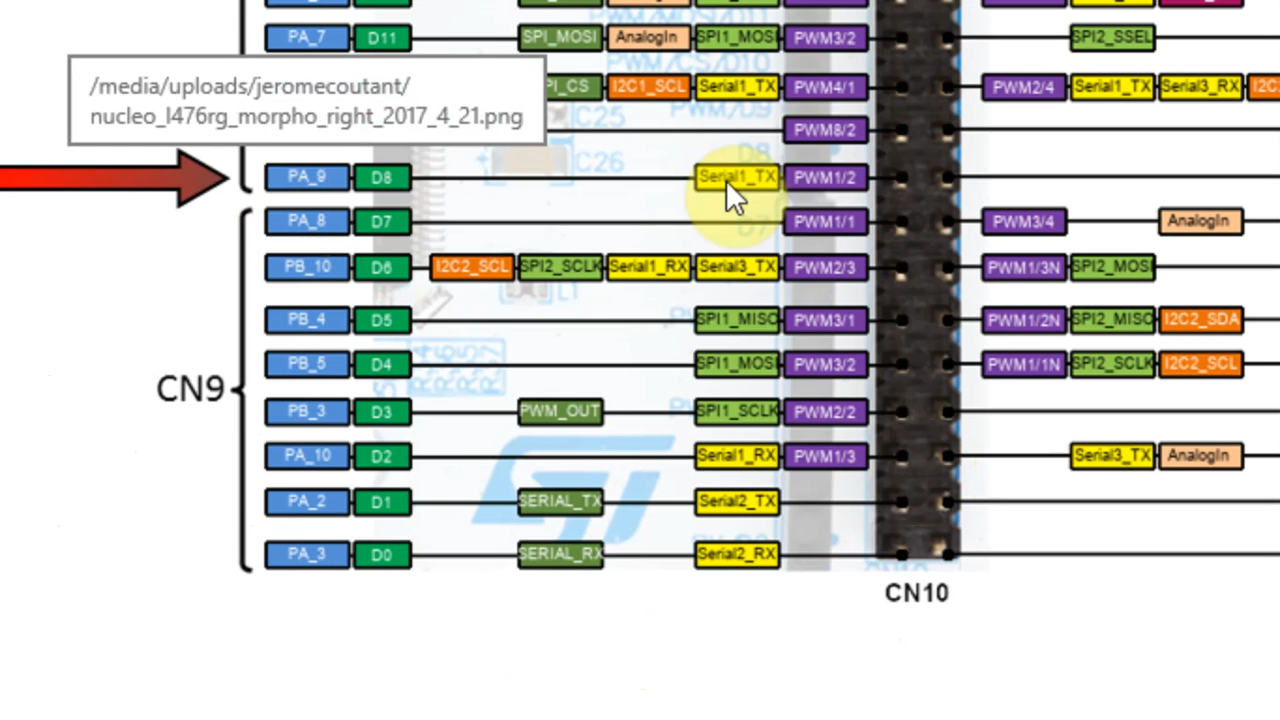 PA_7 D11 SPI_MOSI AnalogIn SPI1_MOSI PWM3/2 SPI2_SSEL
/media/uploads/jeromecoutant/
nucleo_l476rg_morpho_right_2017_4_21.png
I2C1_SCL Serial1_TX PWM4/1 PWM2/4 Serial1_TX Serial3_RX
PWM8/2
C25
C26
PA_9 D8 Serial1_TX PWM1/2
PA_8 D7 PWM1/1 PWM3/4 AnalogIn
PB_10 D6 I2C2_SCL SPI2_SCLK Serial1_RX Serial3_TX PWM2/3 PWM1/3N SPI2_MOSI
PB_4 D5 SPI1_MISO PWM3/1 PWM1/2N SPI2_MISO I2C2_SDA
PB_5 D4 SPI1_MOSI PWM3/2 PWM1/1N SPI2_SCLK I2C2_SCL
CN9
PB_3 D3 PWM_OUT SPI1_SCLK PWM2/2
PA_10 D2 Serial1_RX PWM1/3 Serial3_TX AnalogIn
PA_2 D1 SERIAL_TX Serial2_TX
PA_3 D0 SERIAL_RX Serial2_RX
CN10